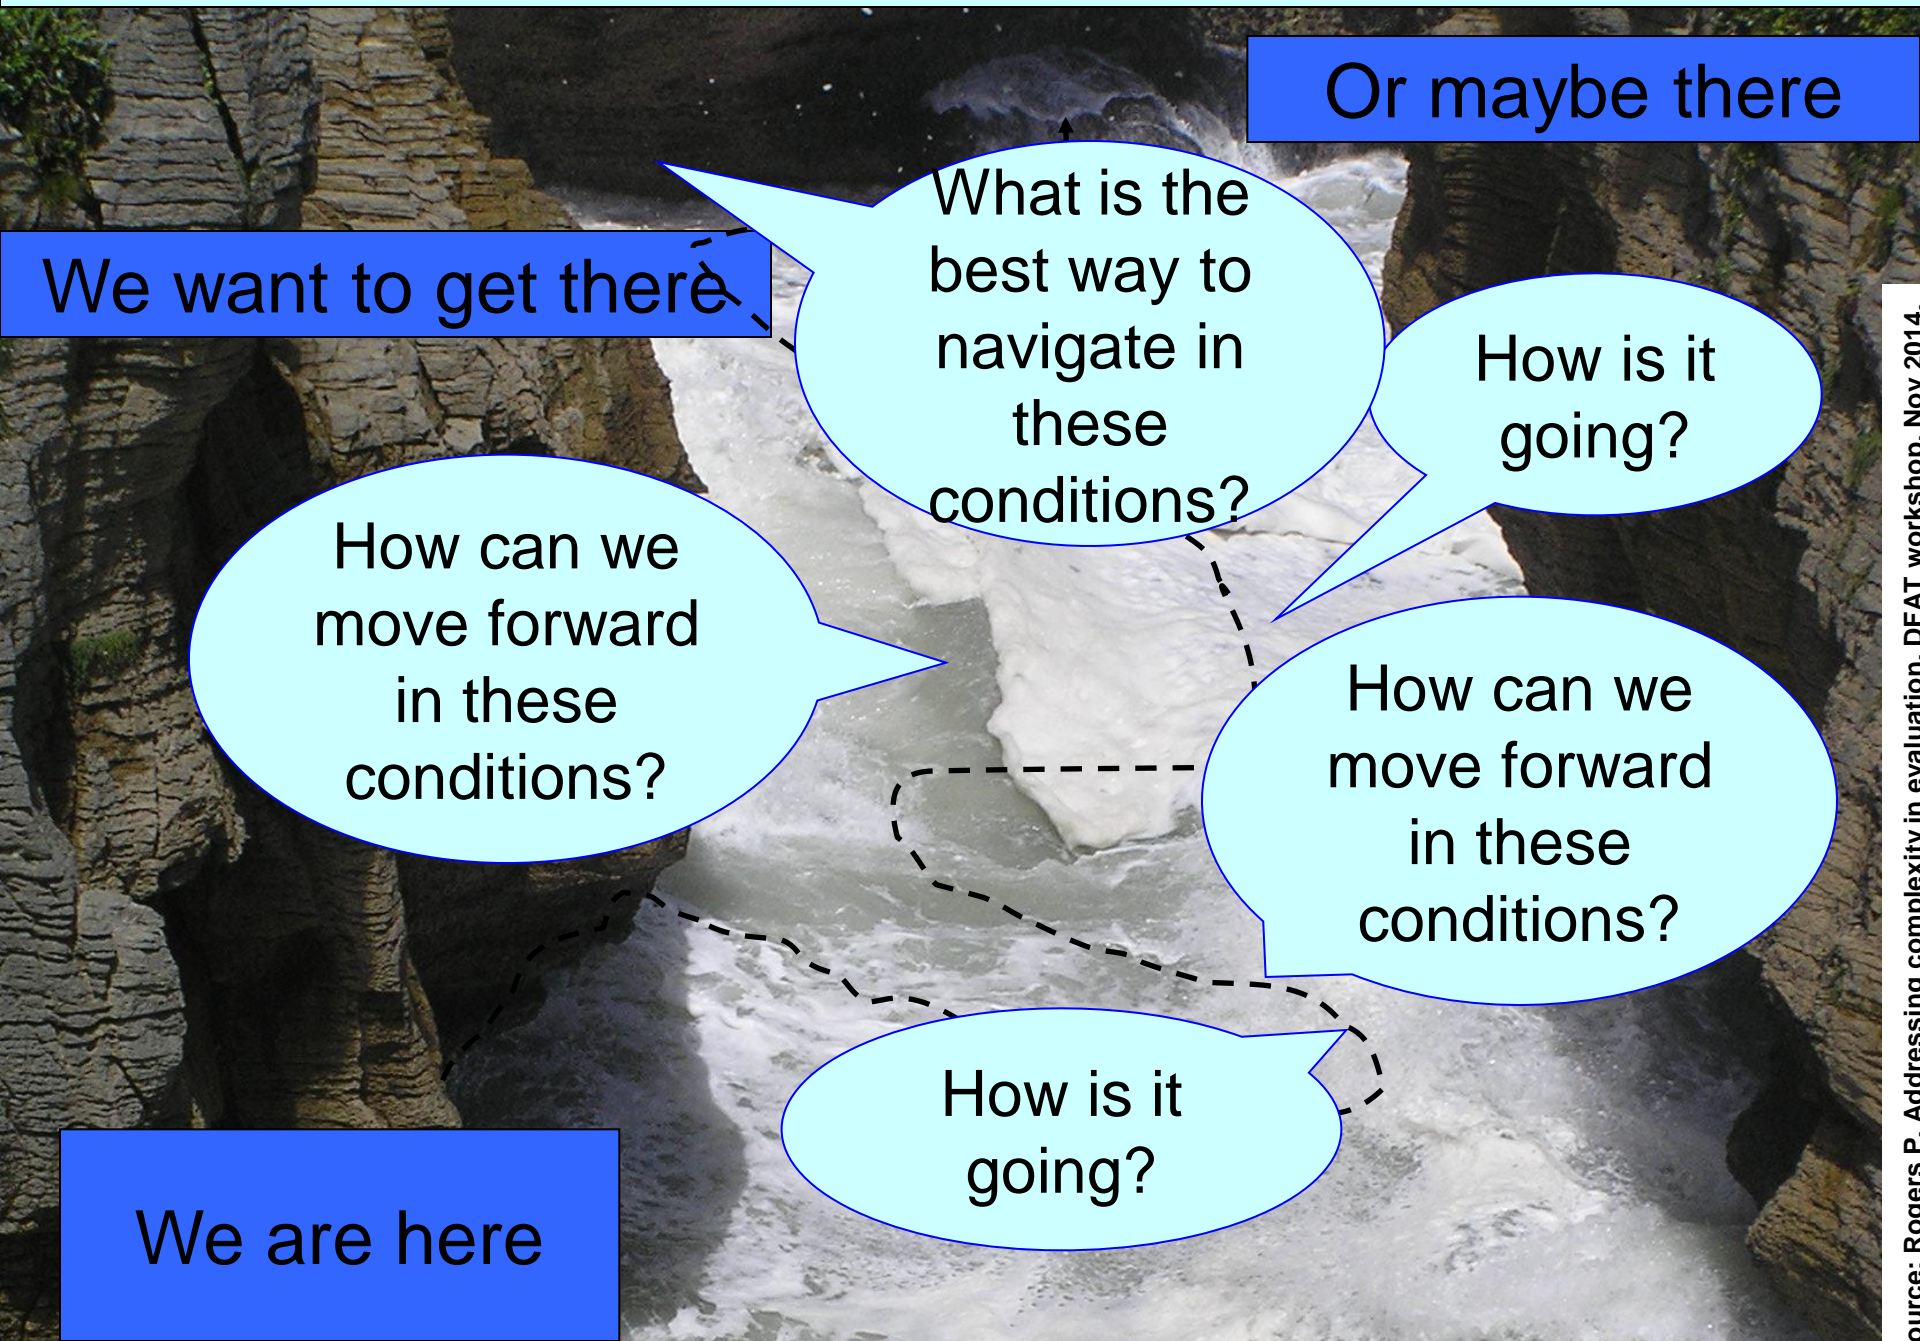 Or maybe there
We want to get there
What is the
best way to
navigate in
these
conditions?
How is it
going?
How can we
move forward
in these
conditions?
How can we
move forward
in these
conditions?
How is it
going?
We are here
Rogers P. Addressing complexity in evaluation. DFAT workshop. Nov 2014.